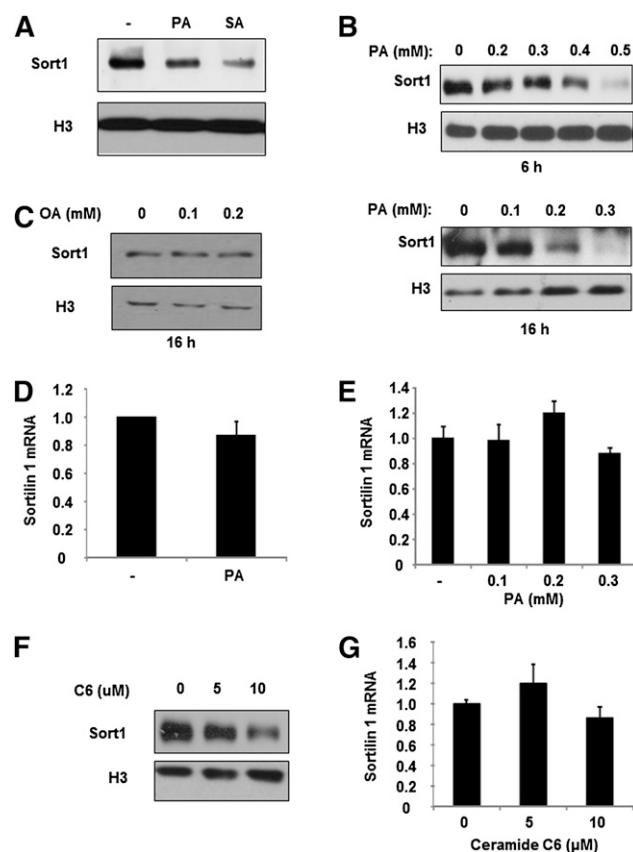 A
- PA SA
Sort1
H3
B
PA (mM): 0 0.2 0.3 0.4 0.5
Sort1
H3
6 h
PA (mM): 0 0.1 0.2 0.3
Sort1
H3
16 h
C
OA (mM) 0 0.1 0.2
Sort1
H3
16 h
D
Sortilin 1 mRNA
1.2
1.0
0.8
0.6
0.4
0.2
0
- PA
E
Sortilin 1 mRNA
1.4
1.2
1.0
0.8
0.6
0.4
0.2
0
- 0.1 0.2 0.3
PA (mM)
F
C6 (uM) 0 5 10
Sort1
H3
G
Sortilin 1 mRNA
1.6
1.4
1.2
1.0
0.8
0.6
0.4
0.2
0.0
0 5 10
Ceramide C6 (µM)